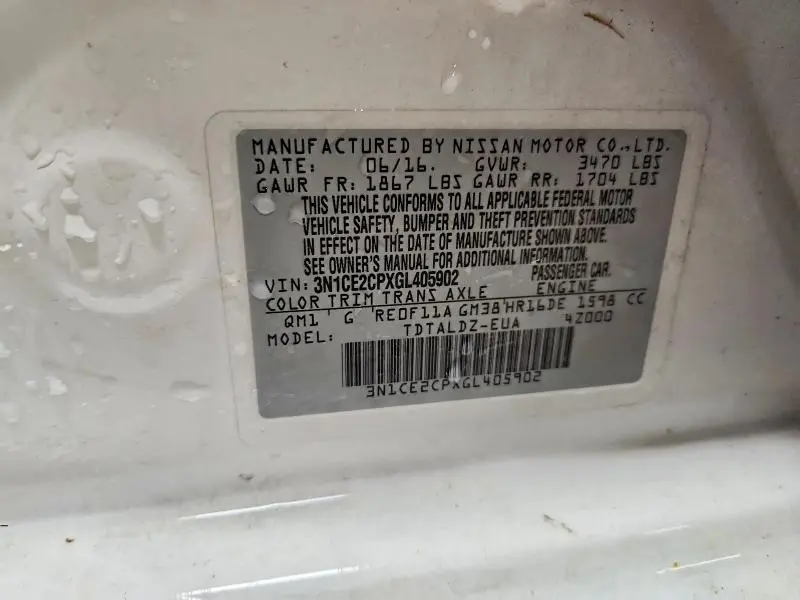 MANUFACTURED BY NISSAN MOTOR CO.,LTD.
DATE: 06/16. GVWR: 3470 LBS
GAWR FR: 1867 LBS GAWR RR: 1704 LBS
THIS VEHICLE CONFORMS TO ALL APPLICABLE FEDERAL MOTOR
VEHICLE SAFETY, BUMPER AND THEFT PREVENTION STANDARDS
IN EFFECT ON THE DATE OF MANUFACTURE SHOWN ABOVE.
SEE OWNER'S MANUAL FOR ADDITIONAL INFORMATION.
VIN: 3N1CE2CPXGL405902 PASSENGER CAR.
COLOR TRIM TRANS AXLE ENGINE
QM1 G RE0F11A GM38 HR16DE 1598 CC
MODEL: TDTALDZ-EUA 42000
3N1CE2CPXGL405902